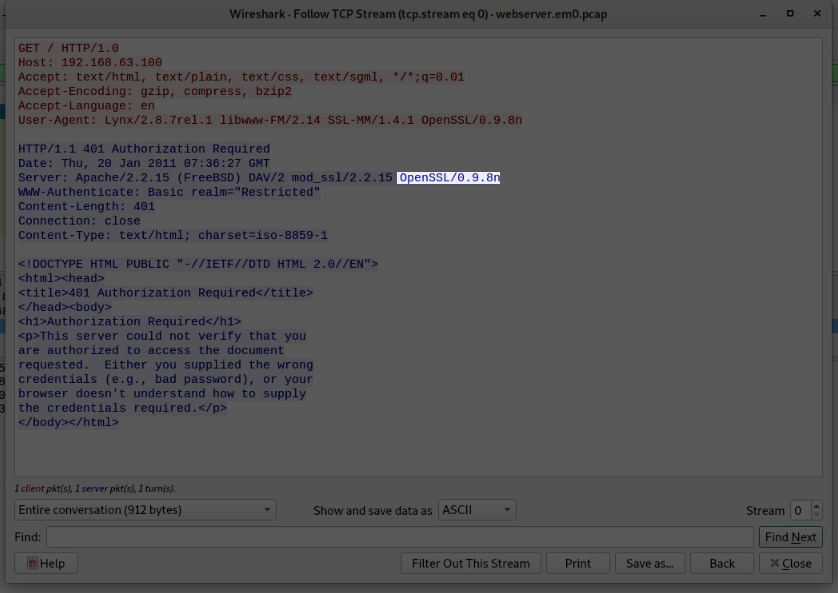 Wireshark · Follow TCP Stream (tcp.stream eq 0) · webserver.em0.pcap
GET / HTTP/1.0
Host: 192.168.63.100
Accept: text/html, text/plain, text/css, text/sgml, */*;q=0.01
Accept-Encoding: gzip, compress, bzip2
Accept-Language: en
User-Agent: Lynx/2.8.7rel.1 libwww-FM/2.14 SSL-MM/1.4.1 OpenSSL/0.9.8n
HTTP/1.1 401 Authorization Required
Date: Thu, 20 Jan 2011 07:36:27 GMT
Server: Apache/2.2.15 (FreeBSD) DAV/2 mod_ssl/2.2.15 OpenSSL/0.9.8n
WWW-Authenticate: Basic realm="Restricted"
Content-Length: 401
Connection: close
Content-Type: text/html; charset=iso-8859-1
<!DOCTYPE HTML PUBLIC "-//IETF//DTD HTML 2.0//EN">
<html><head>
<title>401 Authorization Required</title>
</head><body>
<h1>Authorization Required</h1>
<p>This server could not verify that you
are authorized to access the document
requested.  Either you supplied the wrong
credentials (e.g., bad password), or your
browser doesn't understand how to supply
the credentials required.</p>
</body></html>
1 client pkt(s), 1 server pkt(s), 1 turn(s).
Entire conversation (912 bytes) Show and save data as ASCII Stream 0
Find: Find Next
Help Filter Out This Stream Print Save as... Back Close